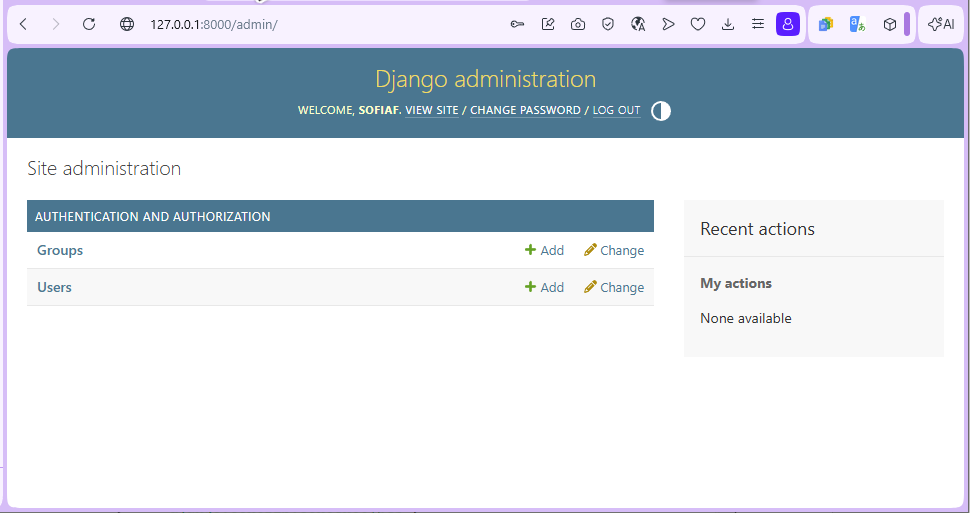 127.0.0.1:8000/admin/
AI
Django administration
WELCOME, SOFIAF. VIEW SITE / CHANGE PASSWORD / LOG OUT
Site administration
AUTHENTICATION AND AUTHORIZATION
Groups Add Change
Users Add Change
Recent actions
My actions
None available